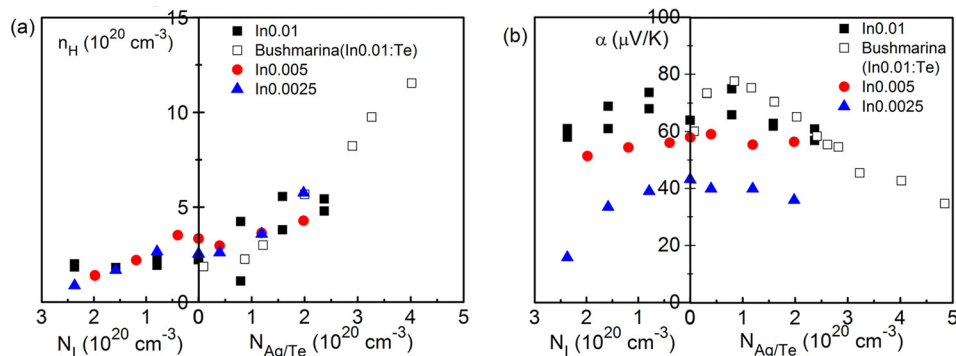 (a)
n_H (10^20 cm^-3)
In0.01
Bushmarina(In0.01:Te)
In0.005
In0.0025
15
10
5
0
3 2 1 0 0 1 2 3 4 5
N_I (10^20 cm^-3)
N_Ag/Te (10^20 cm^-3)
(b)
α (μV/K)
In0.01
Bushmarina
(In0.01:Te)
In0.005
In0.0025
100
80
60
40
20
0
3 2 1 0 1 2 3 4 5
N_I (10^20 cm^-3)
N_Ag/Te (10^20 cm^-3)